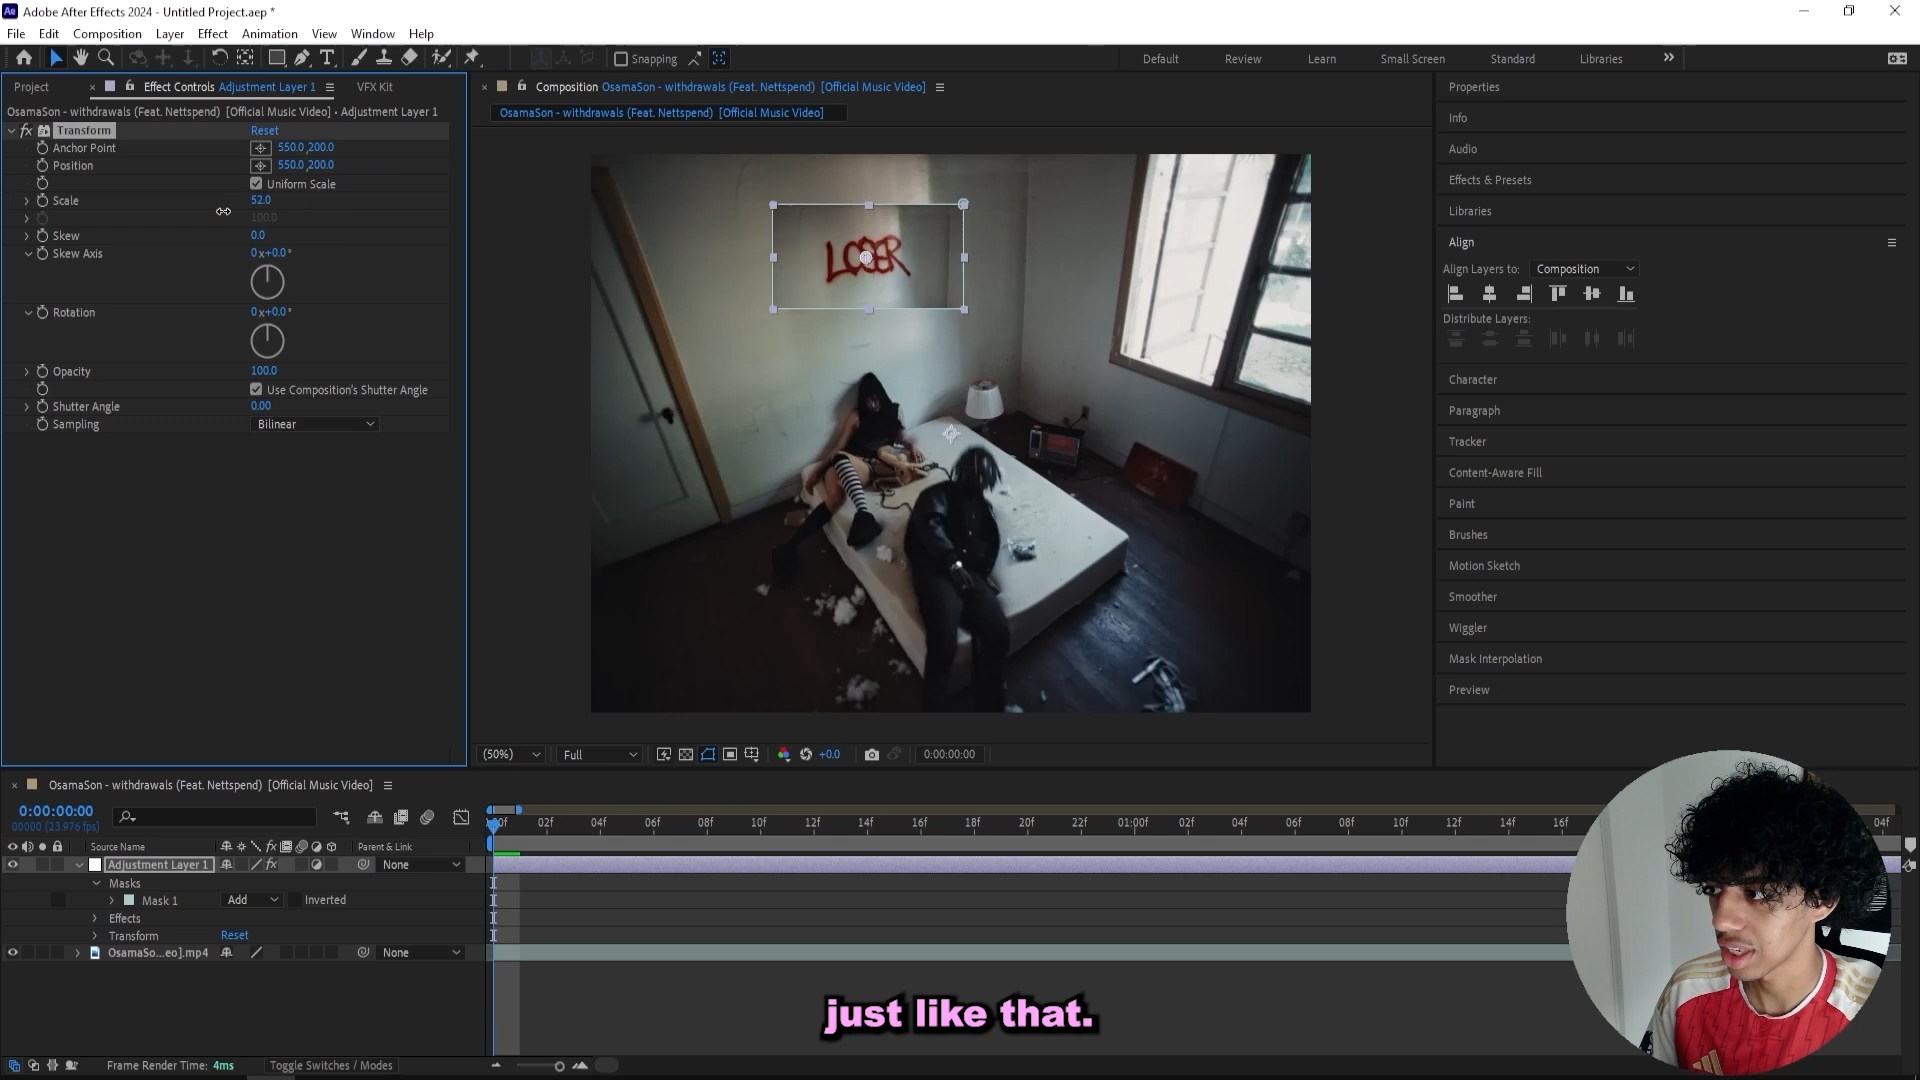 Ae Adobe After Effects 2024 - Untitled Project.aep *
File Edit Composition Layer Effect Animation View Window Help
Snapping
Default Review Learn Small Screen Standard Libraries
Project
Effect Controls Adjustment Layer 1
VFX Kit
OsamaSon - withdrawals (Feat. Nettspend) [Official Music Video] • Adjustment Layer 1
fx Transform Reset
Anchor Point 550.0,200.0
Position 550.0,200.0
Uniform Scale
Scale 52.0
100.0
Skew 0.0
Skew Axis 0x+0.0°
Rotation 0x+0.0°
Opacity 100.0
Use Composition's Shutter Angle
Shutter Angle 0.00
Sampling Bilinear
Composition OsamaSon - withdrawals (Feat. Nettspend) [Official Music Video]
OsamaSon - withdrawals (Feat. Nettspend) [Official Music Video]
LOSER
(50%) Full +0.0 0:00:00:00
Properties
Info
Audio
Effects & Presets
Libraries
Align
Align Layers to: Composition
Distribute Layers:
Character
Paragraph
Tracker
Content-Aware Fill
Paint
Brushes
Motion Sketch
Smoother
Wiggler
Mask Interpolation
Preview
OsamaSon - withdrawals (Feat. Nettspend) [Official Music Video]
0:00:00:00
00000 (23.976 fps)
02f 04f 06f 08f 10f 12f 14f 16f 18f 20f 22f 01:00f 02f 04f 06f 08f 10f 12f 14f 16f 04f
Source Name fx Parent & Link
Adjustment Layer 1 fx None
Masks
Mask 1 Add Inverted
Effects
Transform Reset
OsamaSo...eo].mp4 None
just like that.
Frame Render Time: 4ms Toggle Switches / Modes